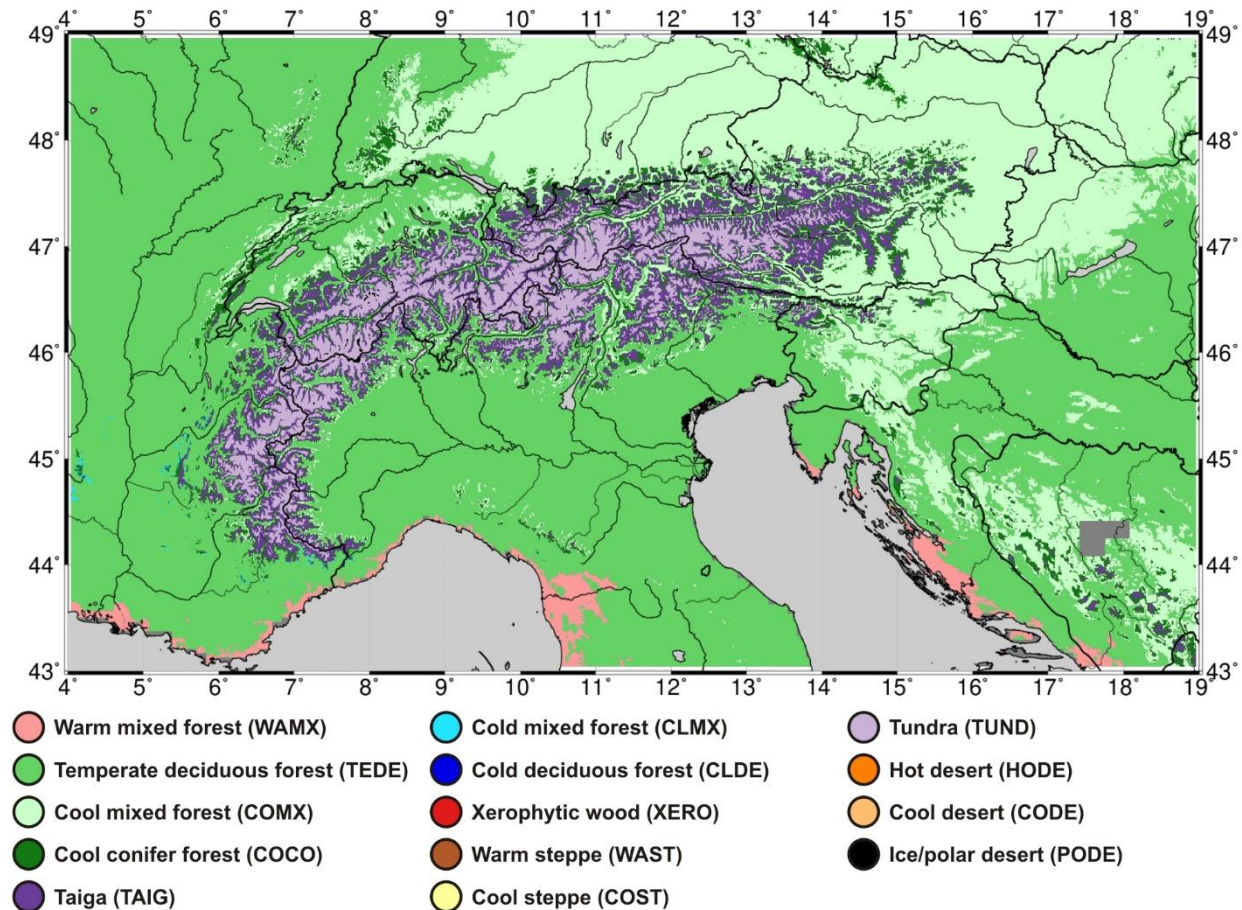 4° 5° 6° 7° 8° 9° 10° 11° 12° 13° 14° 15° 16° 17° 18° 19°
49° 49°
48° 48°
47° 47°
46° 46°
45° 45°
44° 44°
43° 43°
4° 5° 6° 7° 8° 9° 10° 11° 12° 13° 14° 15° 16° 17° 18° 19°
Warm mixed forest (WAMX)
Temperate deciduous forest (TEDE)
Cool mixed forest (COMX)
Cool conifer forest (COCO)
Taiga (TAIG)
Cold mixed forest (CLMX)
Cold deciduous forest (CLDE)
Xerophytic wood (XERO)
Warm steppe (WAST)
Cool steppe (COST)
Tundra (TUND)
Hot desert (HODE)
Cool desert (CODE)
Ice/polar desert (PODE)